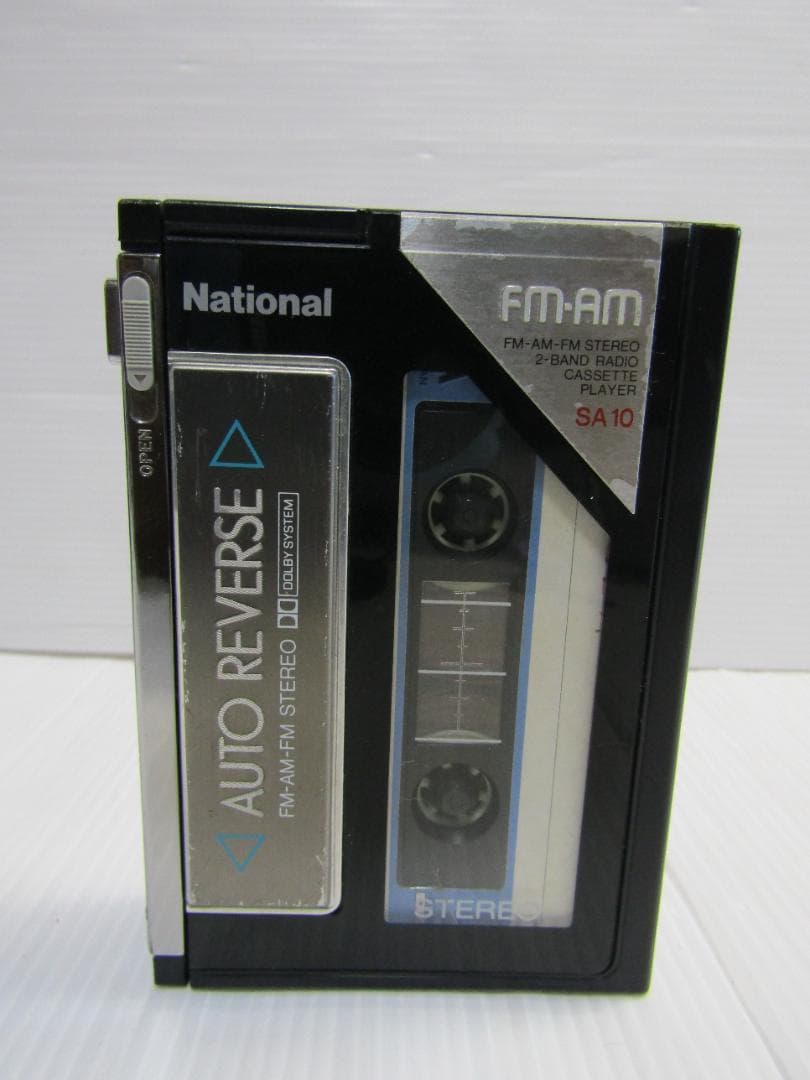 National
FM·AM
FM-AM-FM STEREO
2-BAND RADIO
CASSETTE
PLAYER
SA10
OPEN
AUTO REVERSE
FM-AM-FM STEREO DOLBY SYSTEM
STEREO